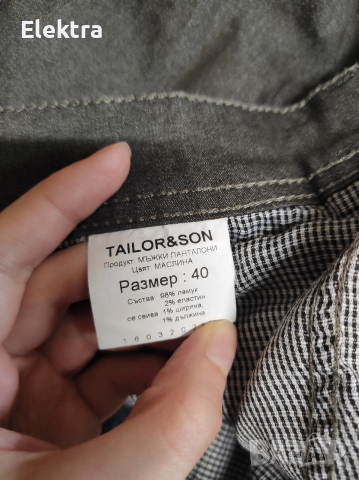 Elektra
TAILOR&SON
Продукт МЪЖКИ ПАНТАЛОНИ
Цвят МАСЛИНА
Размер : 40
Състав 98% памук
2% еластин
се свива 1% ширина,
1% дължина
1603202